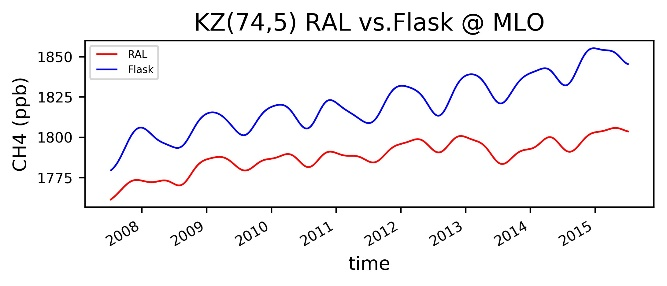 KZ(74,5) RAL vs.Flask @ MLO
RAL
Flask
CH4 (ppb)
1850
1825
1800
1775
2008 2009 2010 2011 2012 2013 2014 2015
time